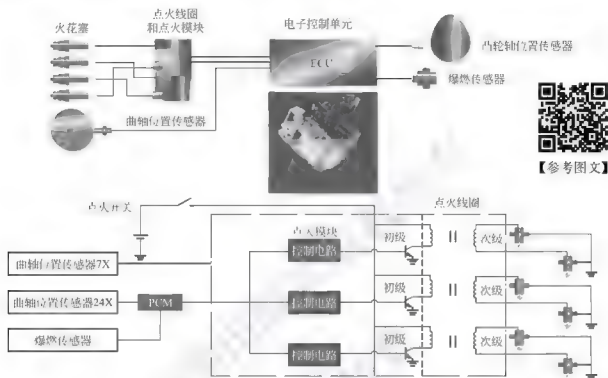 火花塞
点火线圈
和点火模块
电子控制单元
ECU
凸轮轴位置传感器
爆燃传感器
曲轴位置传感器
【参考图文】
点火开关
点火线圈
点火模块
控制电路
初级
次级
曲轴位置传感器7X
曲轴位置传感器24X
PCM
控制电路
初级
次级
爆燃传感器
控制电路
初级
次级